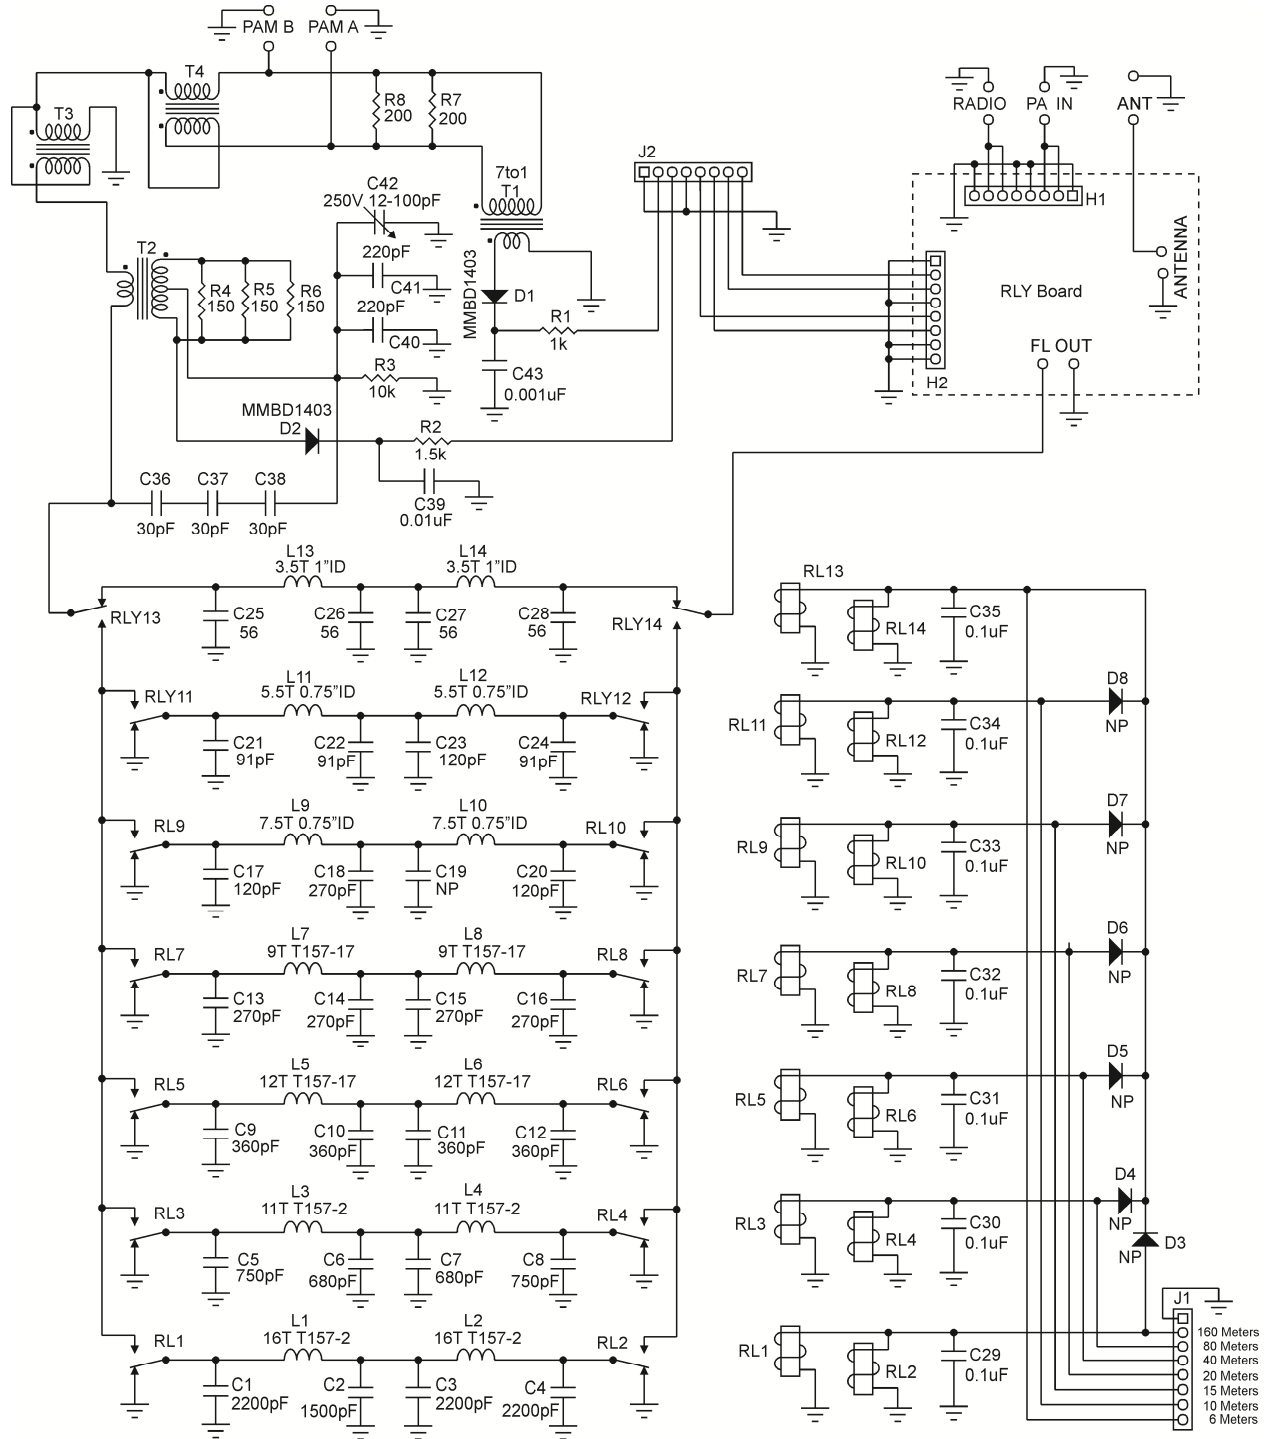 PAM B
PAM A
T4
T3
R8
200
R7
200
RADIO
PA IN
ANT
J2
7to1
T1
C42
250V 12-100pF
H1
T2
220pF
C41
220pF
C40
R4
150
R5
150
R6
150
MMBD1403
D1
R1
1k
RLY Board
ANTENNA
FL OUT
H2
R3
10k
C43
0.001uF
MMBD1403
D2
R2
1.5k
C36
C37
C38
30pF
30pF
30pF
C39
0.01uF
L13
3.5T 1"ID
L14
3.5T 1"ID
RLY13
C25
56
C26
56
C27
56
C28
56
RLY14
RL13
RL14
C35
0.1uF
L11
5.5T 0.75"ID
L12
5.5T 0.75"ID
RLY11
RLY12
C21
91pF
C22
91pF
C23
120pF
C24
91pF
RL11
RL12
C34
0.1uF
D8
NP
L9
7.5T 0.75"ID
L10
7.5T 0.75"ID
RL9
RL10
C17
120pF
C18
270pF
C19
NP
C20
120pF
RL9
RL10
C33
0.1uF
D7
NP
L7
9T T157-17
L8
9T T157-17
RL7
RL8
C13
270pF
C14
270pF
C15
270pF
C16
270pF
RL7
RL8
C32
0.1uF
D6
NP
L5
12T T157-17
L6
12T T157-17
RL5
RL6
C9
360pF
C10
360pF
C11
360pF
C12
360pF
RL5
RL6
C31
0.1uF
D5
NP
L3
11T T157-2
L4
11T T157-2
RL3
RL4
C5
750pF
C6
680pF
C7
680pF
C8
750pF
RL3
RL4
C30
0.1uF
D4
NP
D3
NP
L1
16T T157-2
L2
16T T157-2
RL1
RL2
C1
2200pF
C2
1500pF
C3
2200pF
C4
2200pF
RL1
RL2
C29
0.1uF
J1
160 Meters
80 Meters
40 Meters
20 Meters
15 Meters
10 Meters
6 Meters